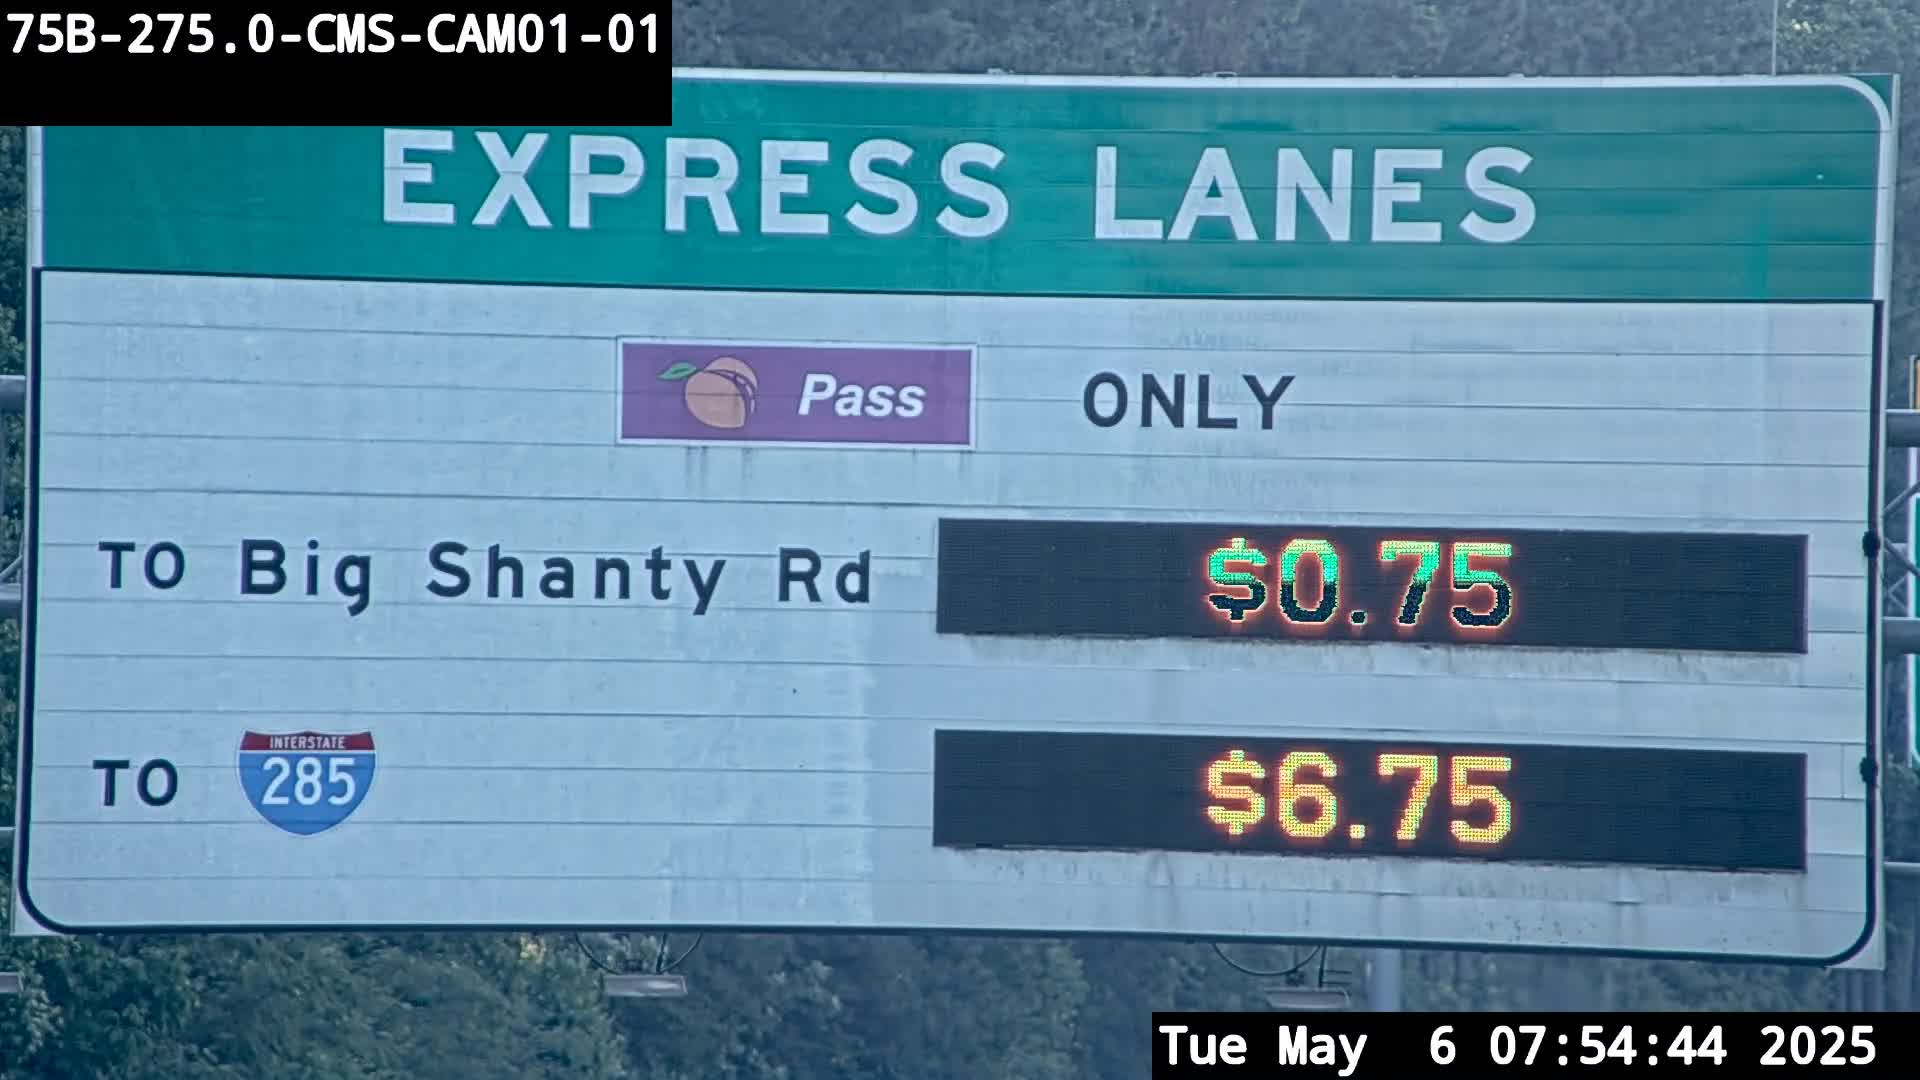 75B-275.0-CMS-CAM01-01
EXPRESS LANES
Pass ONLY
TO Big Shanty Rd $0.75
INTERSTATE
TO 285 $6.75
Tue May 6 07:54:44 2025